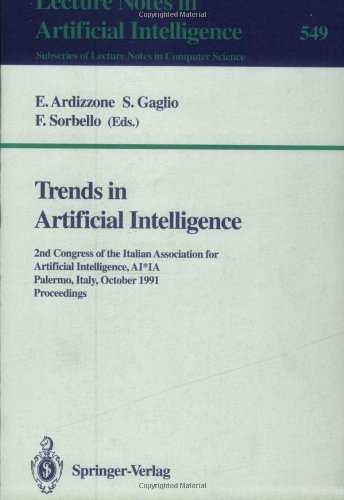 Lecture Notes in
Artificial Intelligence
549
Subseries of Lecture Notes in Computer Science
E. Ardizzone S. Gaglio
F. Sorbello (Eds.)
Trends in
Artificial Intelligence
2nd Congress of the Italian Association for
Artificial Intelligence, AI*IA
Palermo, Italy, October 1991
Proceedings
Springer-Verlag
Copyrighted Material